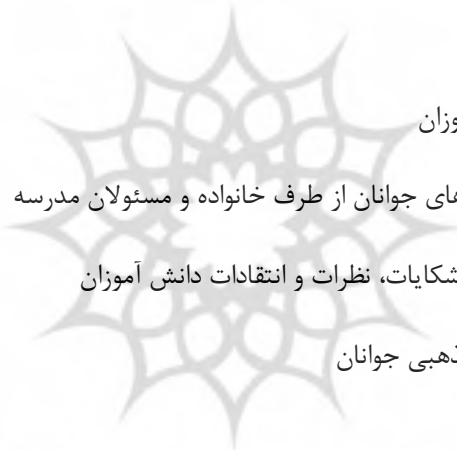 وزان
های جوانان از طرف خانواده و مسئولان مدرسه
شکایات، نظرات و انتقادات دانش آموزان
ذهبی جوانان